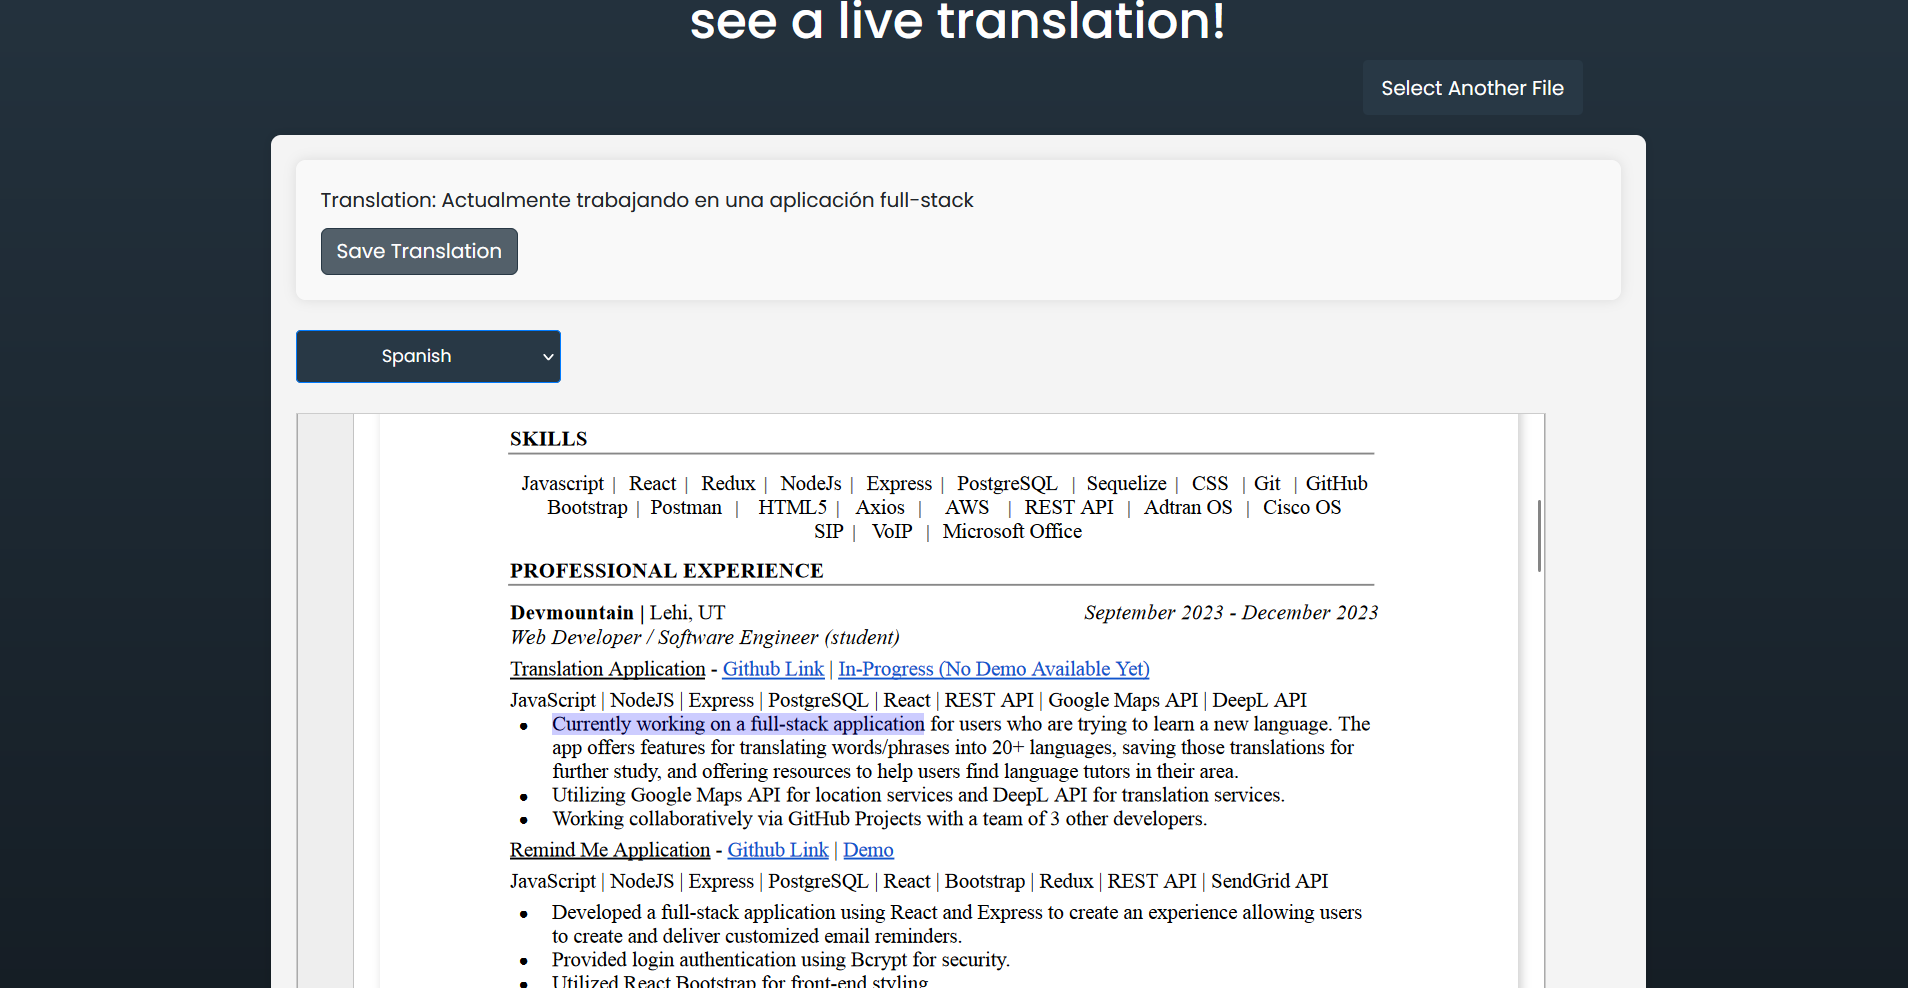 see a live translation!
Select Another File
Translation: Actualmente trabajando en una aplicación full-stack
Save Translation
Spanish
SKILLS
Javascript | React | Redux | NodeJs | Express | PostgreSQL | Sequelize | CSS | Git | GitHub
Bootstrap | Postman | HTML5 | Axios | AWS | REST API | Adtran OS | Cisco OS
SIP | VoIP | Microsoft Office
PROFESSIONAL EXPERIENCE
Devmountain | Lehi, UT September 2023 - December 2023
Web Developer / Software Engineer (student)
Translation Application - Github Link | In-Progress (No Demo Available Yet)
JavaScript | NodeJS | Express | PostgreSQL | React | REST API | Google Maps API | DeepL API
● Currently working on a full-stack application for users who are trying to learn a new language. The
app offers features for translating words/phrases into 20+ languages, saving those translations for
further study, and offering resources to help users find language tutors in their area.
● Utilizing Google Maps API for location services and DeepL API for translation services.
● Working collaboratively via GitHub Projects with a team of 3 other developers.
Remind Me Application - Github Link | Demo
JavaScript | NodeJS | Express | PostgreSQL | React | Bootstrap | Redux | REST API | SendGrid API
● Developed a full-stack application using React and Express to create an experience allowing users
to create and deliver customized email reminders.
● Provided login authentication using Bcrypt for security.
● Utilized React Bootstrap for front-end styling